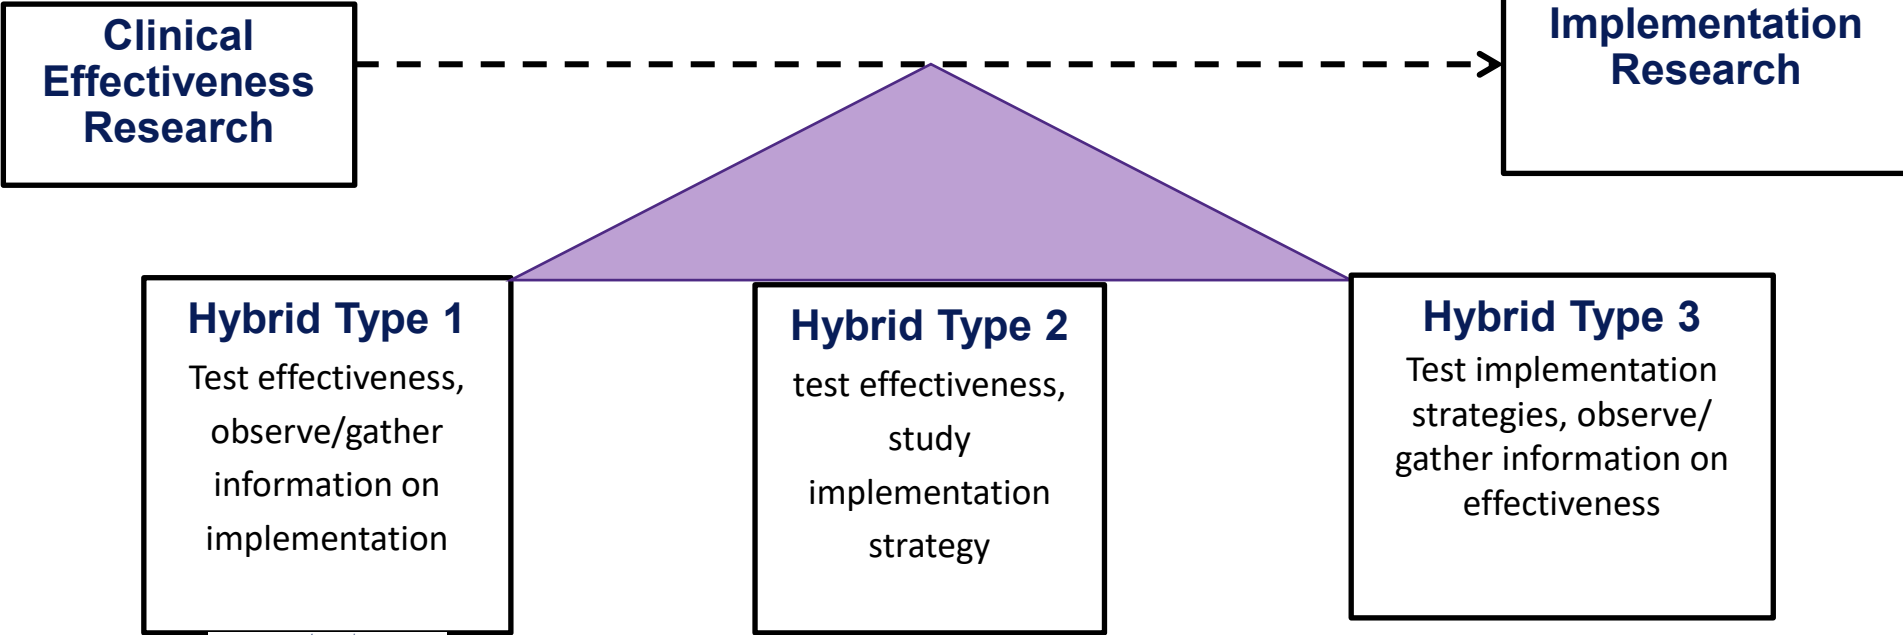 Clinical
Effectiveness
Research
Implementation
Research
Hybrid Type 1
Test effectiveness,
observe/gather
information on
implementation
Hybrid Type 2
test effectiveness,
study
implementation
strategy
Hybrid Type 3
Test implementation
strategies, observe/
gather information on
effectiveness